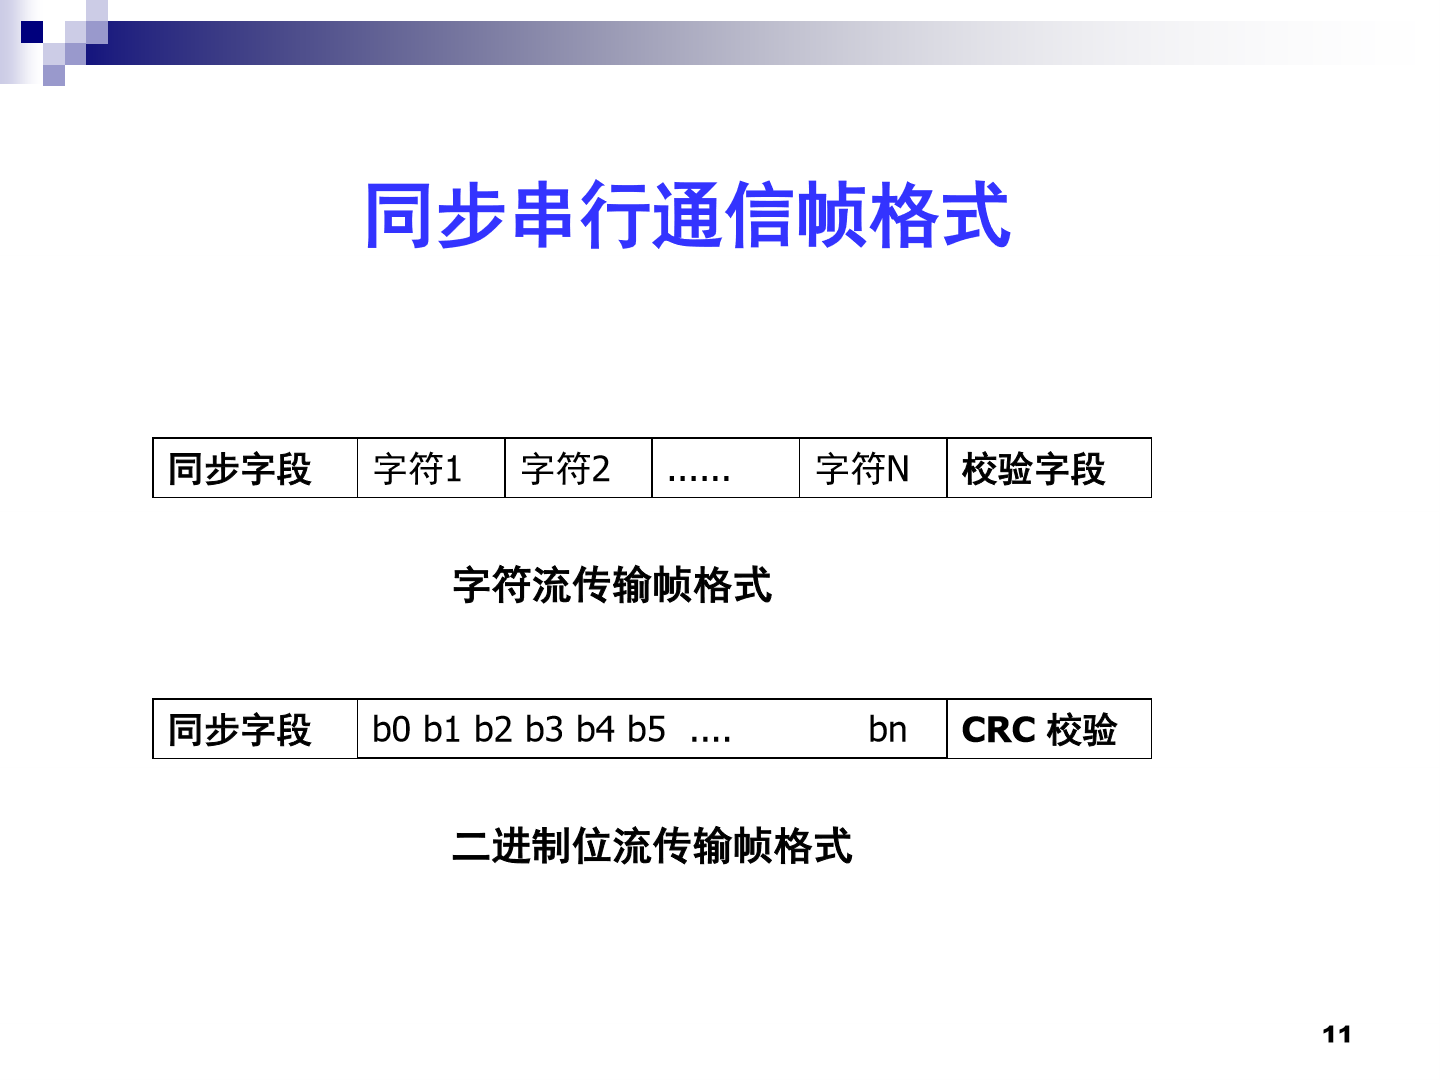 同步串行通信帧格式
同步字段 字符1 字符2 ...... 字符N 校验字段
字符流传输帧格式
同步字段 b0 b1 b2 b3 b4 b5 .... bn CRC 校验
二进制位流传输帧格式
11